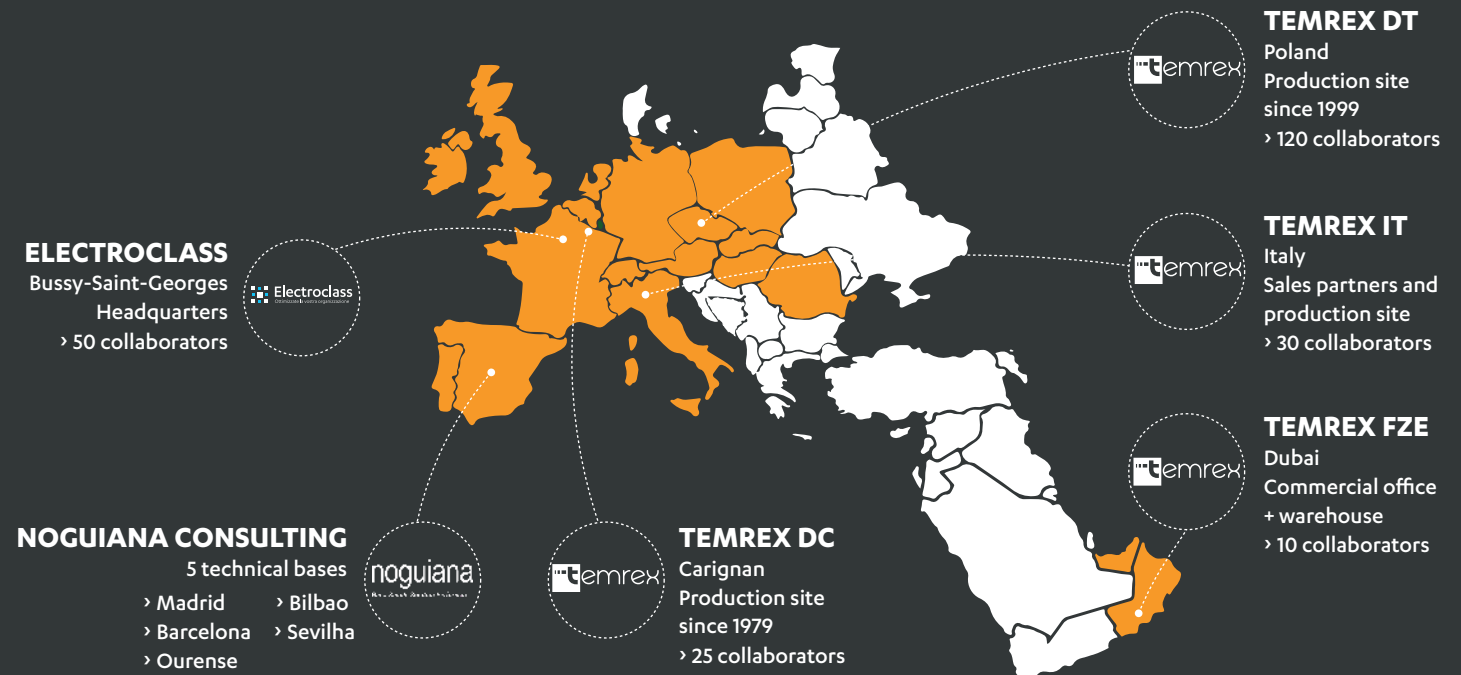 TEMREX DT
Poland
Production site
since 1999
› 120 collaborators
temrex
TEMREX IT
Italy
Sales partners and
production site
› 30 collaborators
temrex
ELECTROCLASS
Bussy-Saint-Georges
Headquarters
› 50 collaborators
Electroclass
TEMREX FZE
Dubai
Commercial office
+ warehouse
› 10 collaborators
temrex
NOGUIANA CONSULTING
5 technical bases
› Madrid
› Barcelona
› Ourense
› Bilbao
› Sevilha
noguiana
temrex
TEMREX DC
Carignan
Production site
since 1979
› 25 collaborators